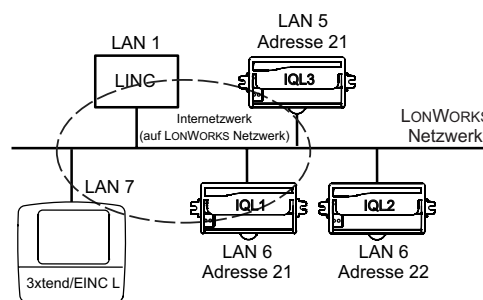 LAN 1
LINC
LAN 5
Adresse 21
IQL3
Internetzwerk
(auf LONWORKS Netzwerk)
LONWORKS
Netzwerk
LAN 7
3xtend/EINC L
IQL1
LAN 6
Adresse 21
IQL2
LAN 6
Adresse 22